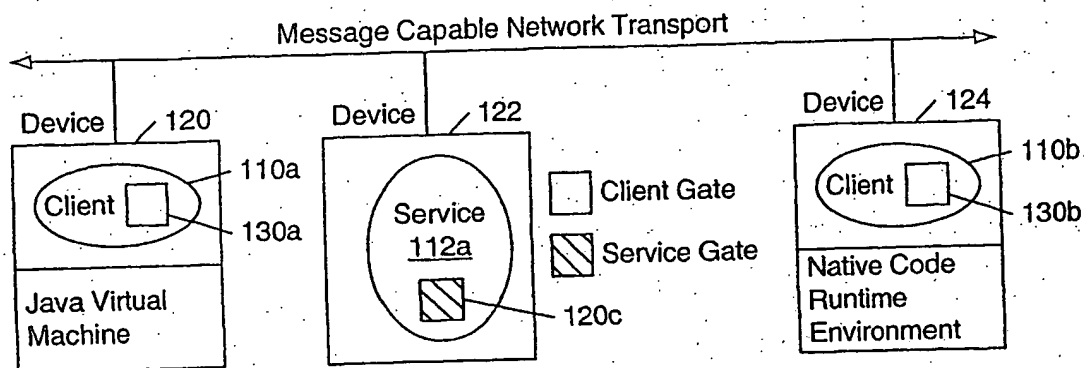 Message Capable Network Transport
Device
120
Device
122
Device
124
Client
110a
130a
Java Virtual
Machine
Service
112a
120c
Client Gate
Service Gate
Client
110b
130b
Native Code
Runtime
Environment